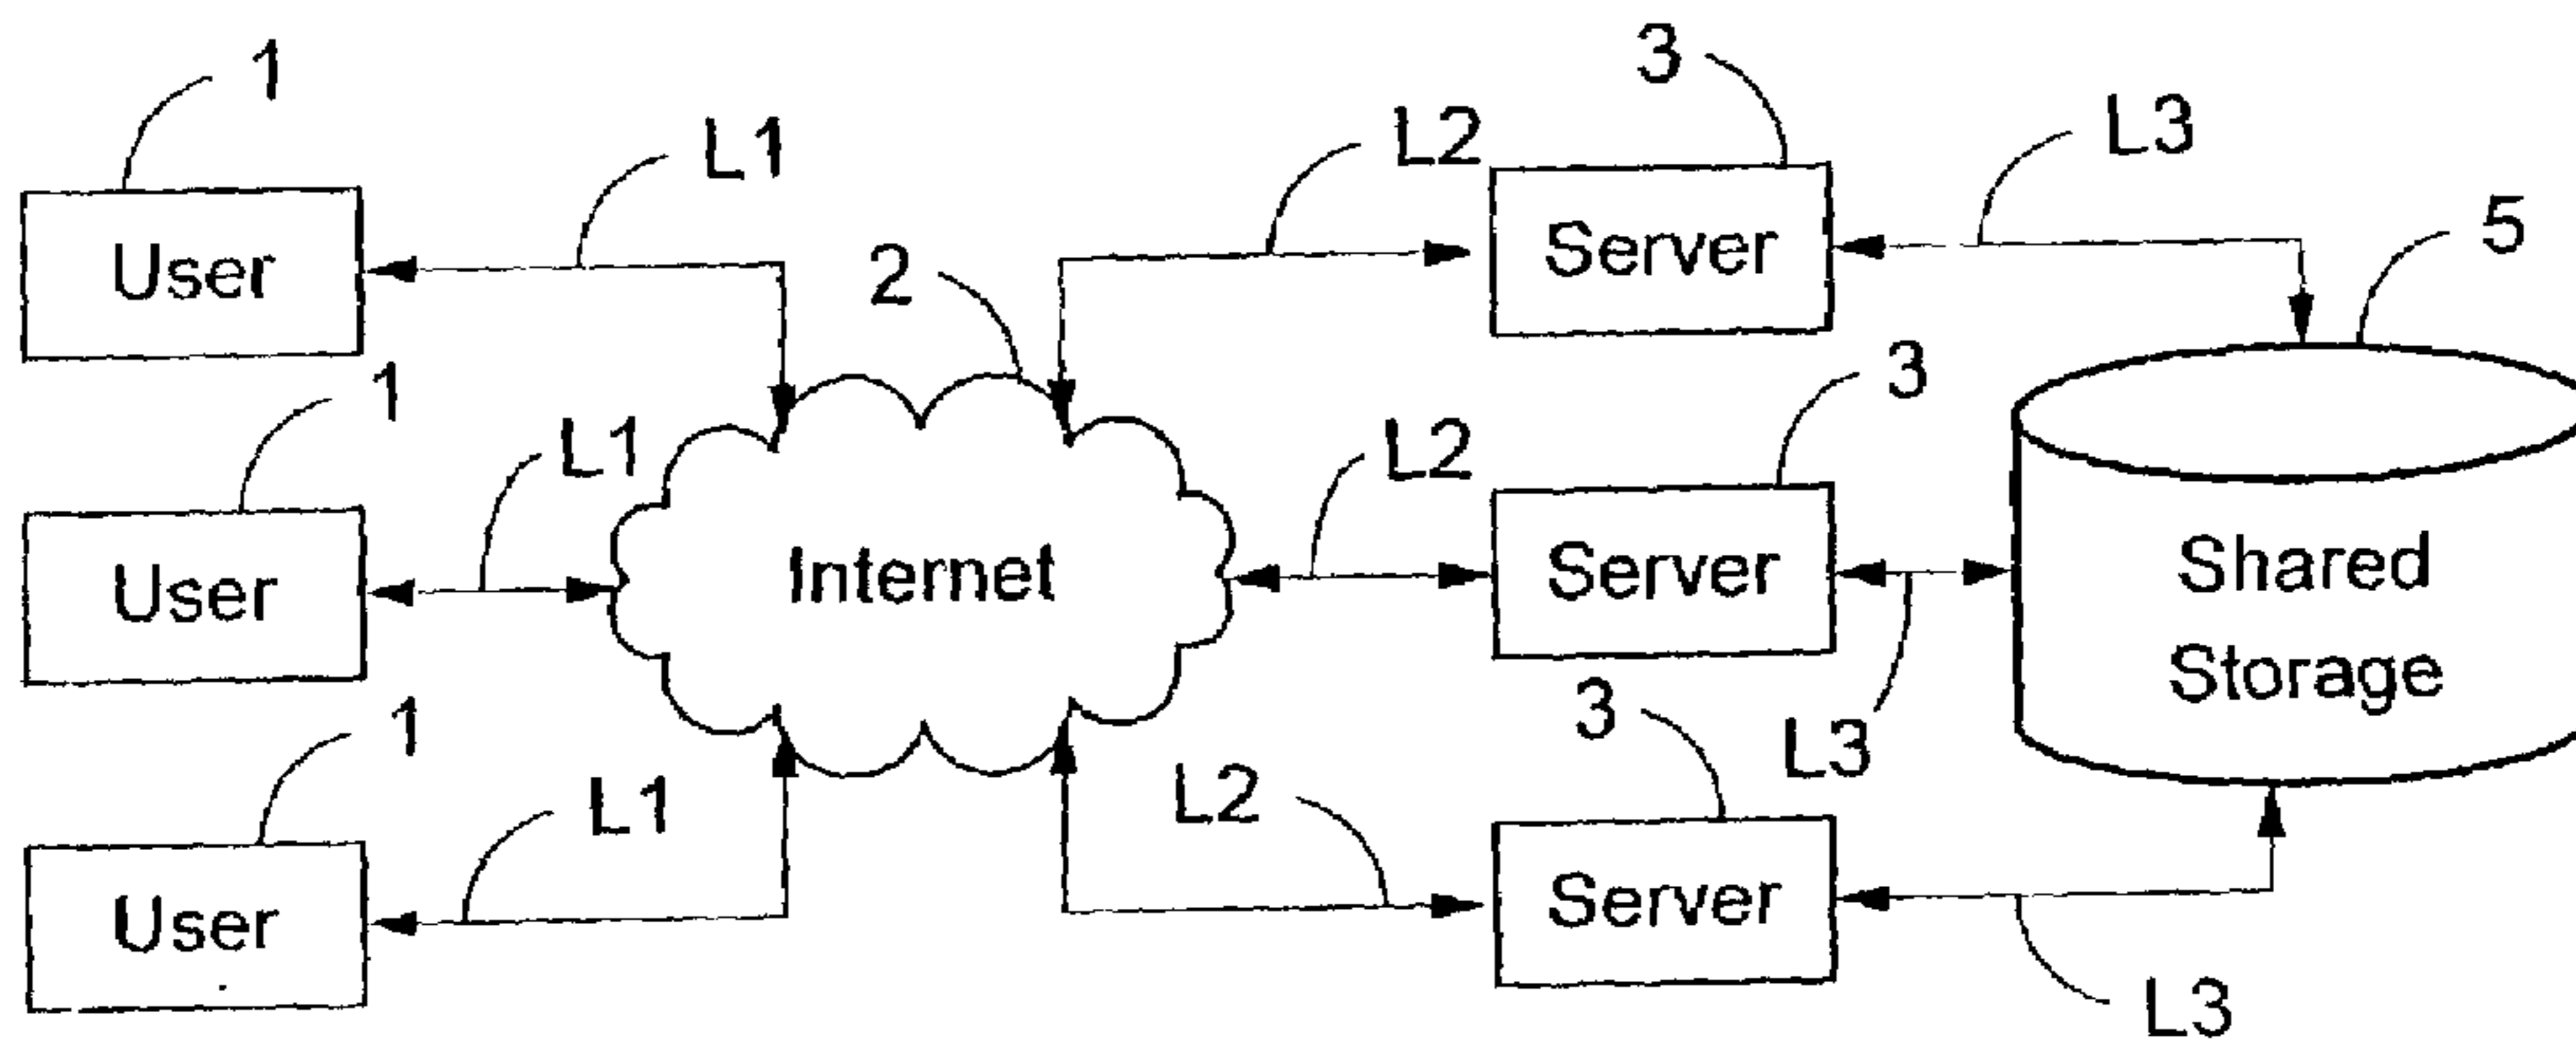 1
L1
User
2
L2
3
Server
L3
5
1
L1
User
Internet
L2
3
Server
L3
Shared
Storage
1
L1
User
L2
3
Server
L3